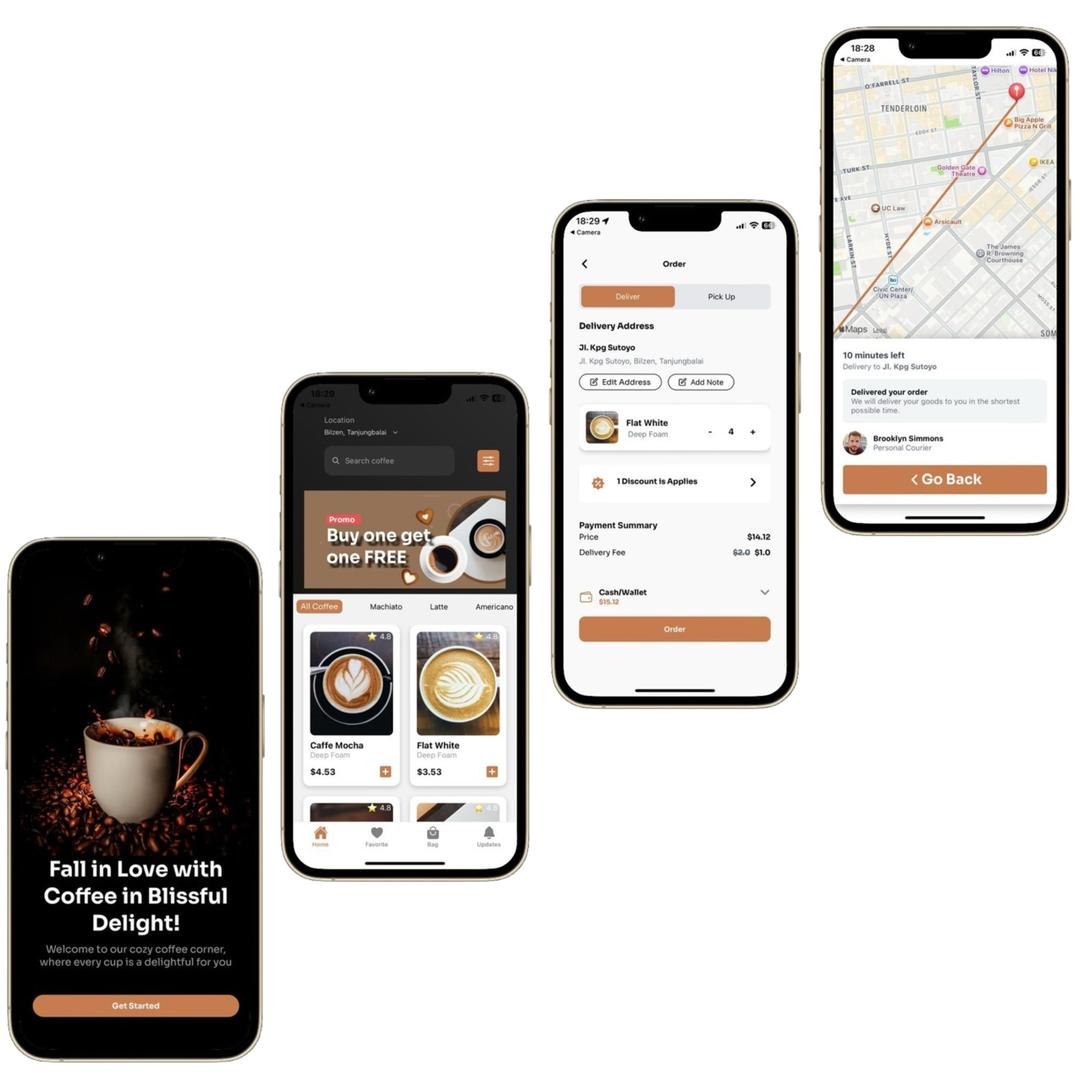 Fall in Love with
Coffee in Blissful
Delight!
Welcome to our cozy coffee corner,
where every cup is a delightful for you
Get Started
18:29
Camera
Location
Bilzen, Tanjungbalai
Search coffee
Promo
Buy one get
one FREE
All Coffee Machiato Latte Americano
4.8 4.8
Caffe Mocha Flat White
Deep Foam Deep Foam
$4.53 $3.53
4.8 4.8
Home Favorite Bag Updates
18:29
Camera
Order
Deliver Pick Up
Delivery Address
Jl. Kpg Sutoyo
Jl. Kpg Sutoyo, Bilzen, Tanjungbalai
Edit Address Add Note
Flat White
Deep Foam
- 4 +
1 Discount is Applies
Payment Summary
Price $14.12
Delivery Fee $2.0 $1.0
Cash/Wallet
$15.12
Order
18:28
Camera
Hilton Hotel Nik
O'FARRELL ST
TAYLOR ST
TENDERLOIN
Big Apple
Pizza N Grill
EDDY ST
IKEA
Golden Gate
Theatre
TURK ST
JESSIE ST
E AVE
UC Law
Arsicault
LARKIN ST
HYDE ST
The James
R. Browning
Courthouse
Civic Center/
UN Plaza
MOSS ST
Maps Legal
SOM
10 minutes left
Delivery to Jl. Kpg Sutoyo
Delivered your order
We will deliver your goods to you in the shortest
possible time.
Brooklyn Simmons
Personal Courier
Go Back